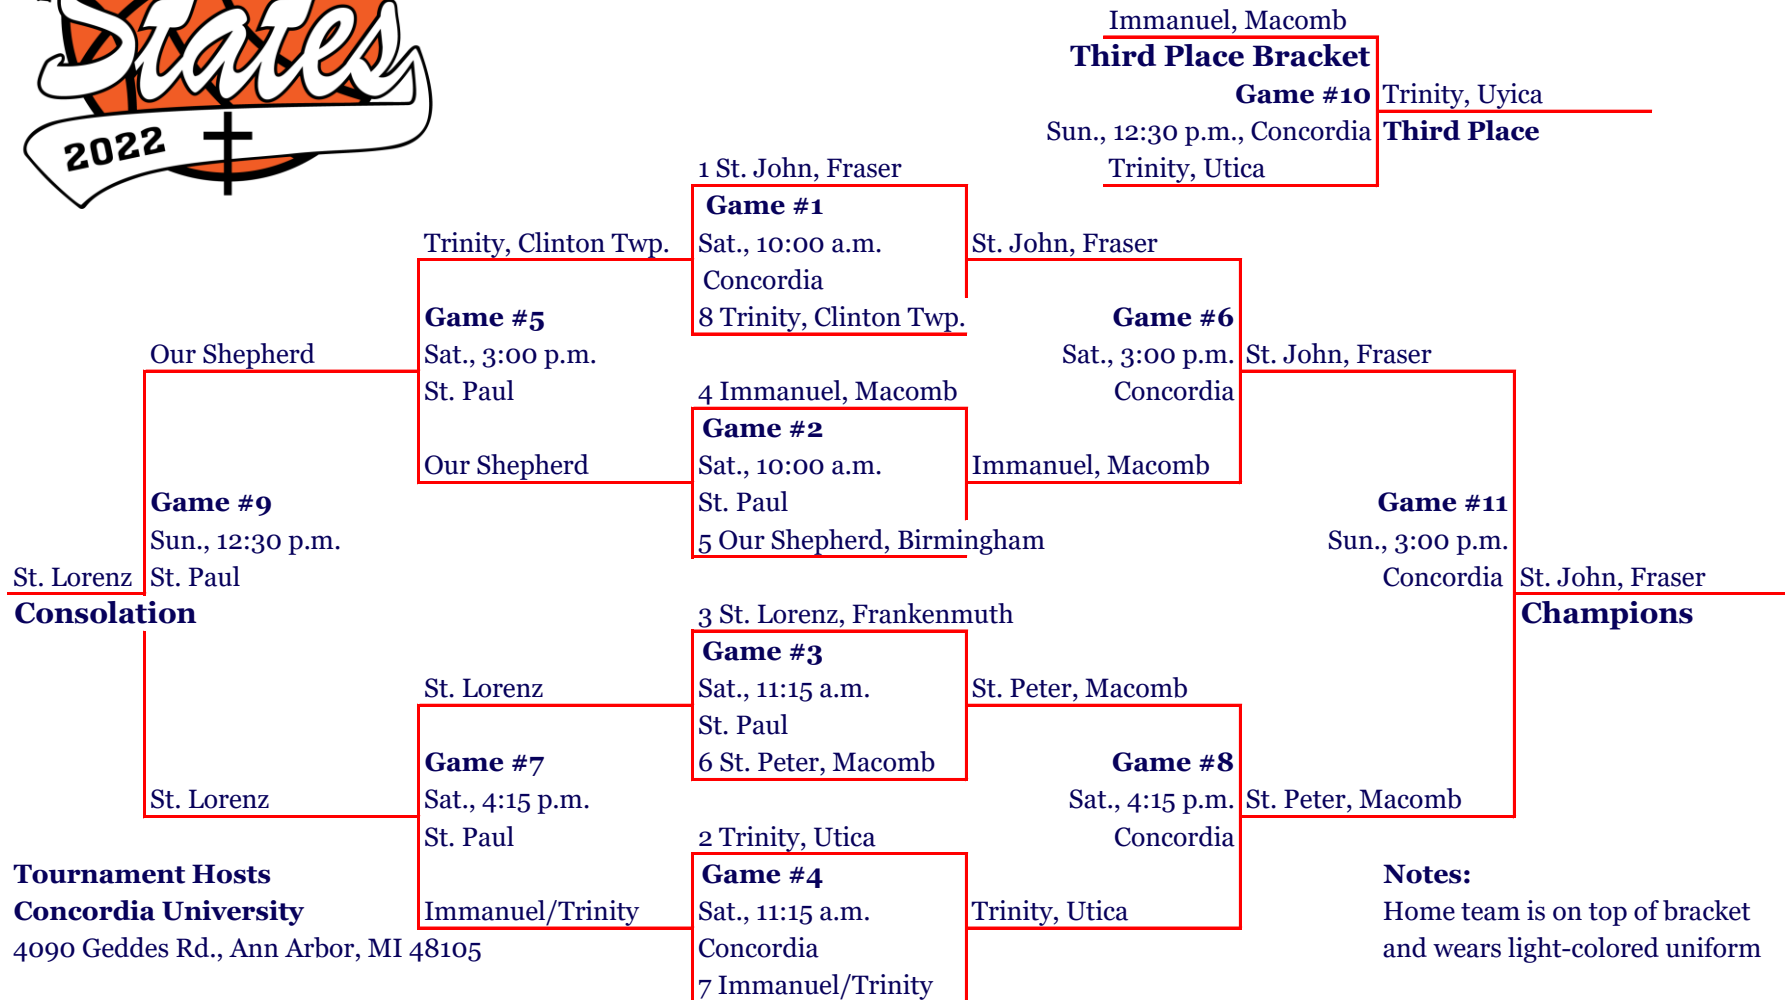 States
2022
Immanuel, Macomb
Third Place Bracket
Game #10 Trinity, Uyica
Sun., 12:30 p.m., Concordia Third Place
1 St. John, Fraser Trinity, Utica
Game #1
Trinity, Clinton Twp. Sat., 10:00 a.m. St. John, Fraser
Concordia
Game #5 8 Trinity, Clinton Twp. Game #6
Our Shepherd Sat., 3:00 p.m. Sat., 3:00 p.m. St. John, Fraser
St. Paul 4 Immanuel, Macomb Concordia
Game #2
Our Shepherd Sat., 10:00 a.m. Immanuel, Macomb
Game #9 St. Paul Game #11
Sun., 12:30 p.m. 5 Our Shepherd, Birmingham Sun., 3:00 p.m.
St. Lorenz St. Paul Concordia St. John, Fraser
Consolation 3 St. Lorenz, Frankenmuth Champions
Game #3
St. Lorenz Sat., 11:15 a.m. St. Peter, Macomb
St. Paul
Game #7 6 St. Peter, Macomb Game #8
St. Lorenz Sat., 4:15 p.m. Sat., 4:15 p.m. St. Peter, Macomb
St. Paul 2 Trinity, Utica Concordia
Tournament Hosts Game #4 Notes:
Concordia University Immanuel/Trinity Sat., 11:15 a.m. Trinity, Utica Home team is on top of bracket
4090 Geddes Rd., Ann Arbor, MI 48105 Concordia and wears light-colored uniform
7 Immanuel/Trinity